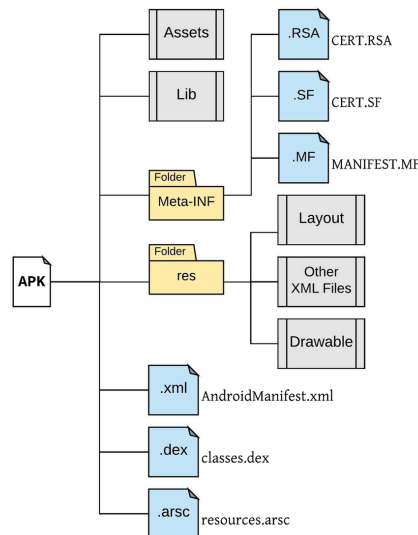 Assets
.RSA
CERT.RSA
Lib
.SF
CERT.SF
Folder
Meta-INF
.MF
MANIFEST.MF
Layout
Folder
res
Other
XML Files
APK
Drawable
.xml
AndroidManifest.xml
.dex
classes.dex
.arsc
resources.arsc